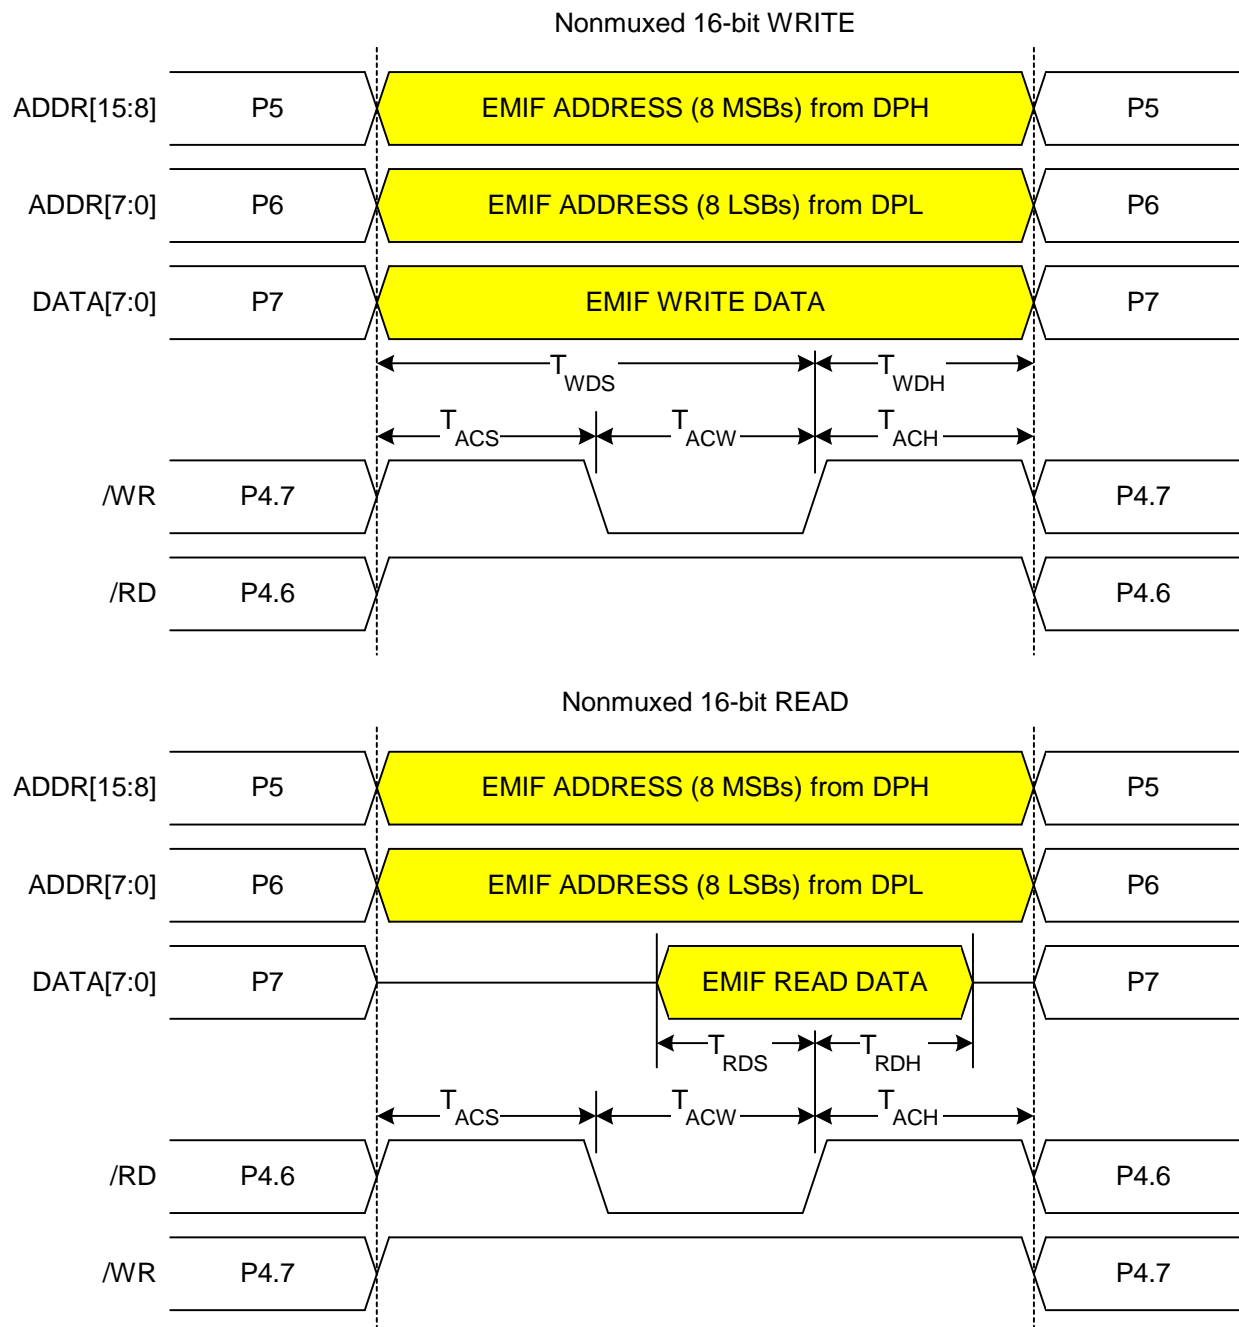 Nonmuxed 16-bit WRITE
ADDR[15:8] P5 EMIF ADDRESS (8 MSBs) from DPH P5
ADDR[7:0] P6 EMIF ADDRESS (8 LSBs) from DPL P6
DATA[7:0] P7 EMIF WRITE DATA P7
TWDS TWDH
TACS TACW TACH
/WR P4.7 P4.7
/RD P4.6 P4.6
Nonmuxed 16-bit READ
ADDR[15:8] P5 EMIF ADDRESS (8 MSBs) from DPH P5
ADDR[7:0] P6 EMIF ADDRESS (8 LSBs) from DPL P6
DATA[7:0] P7 EMIF READ DATA P7
TRDS TRDH
TACS TACW TACH
/RD P4.6 P4.6
/WR P4.7 P4.7